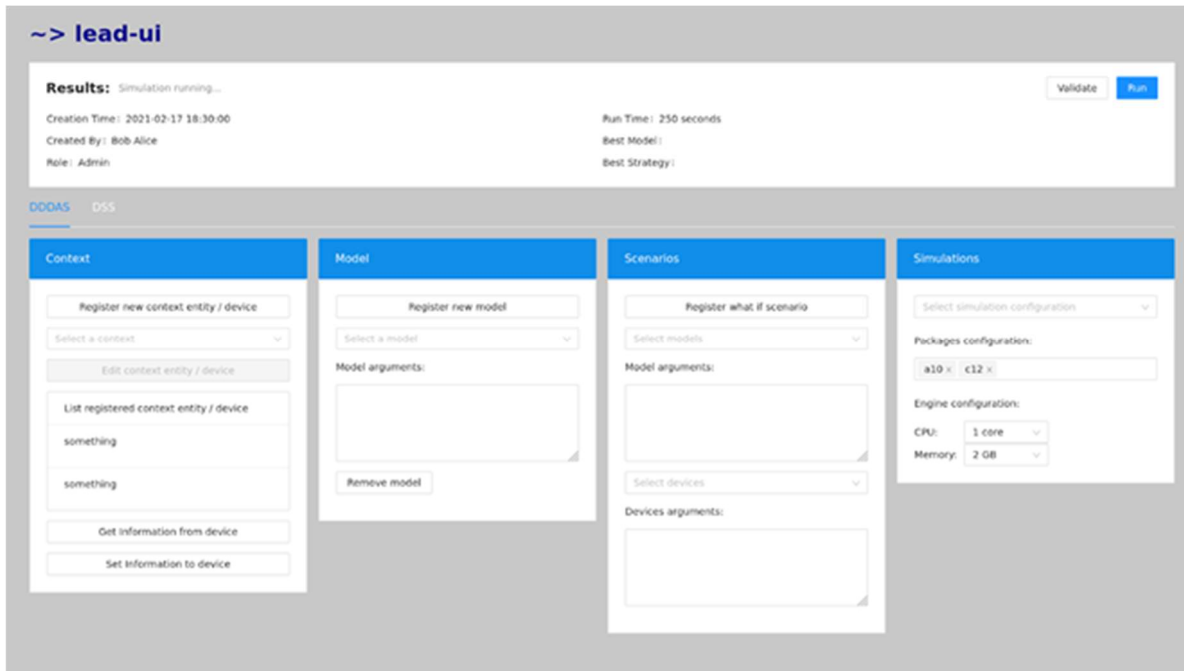 ~> lead-ui
Results: Simulation running...
Validate
Run
Creation Time: 2021-02-17 18:30:00
Run Time: 250 seconds
Created By: Bob Alice
Best Model:
Role: Admin
Best Strategy:
DDDAS
DSS
Context
Register new context entity / device
Select a context
Edit context entity / device
List registered context entity / device
something
something
Get Information from device
Set Information to device
Model
Register new model
Select a model
Model arguments:
Remove model
Scenarios
Register what if scenario
Select models
Model arguments:
Select devices
Devices arguments:
Simulations
Select simulation configuration
Packages configuration:
a10 × c12 ×
Engine configuration:
CPU: 1 core
Memory: 2 GB